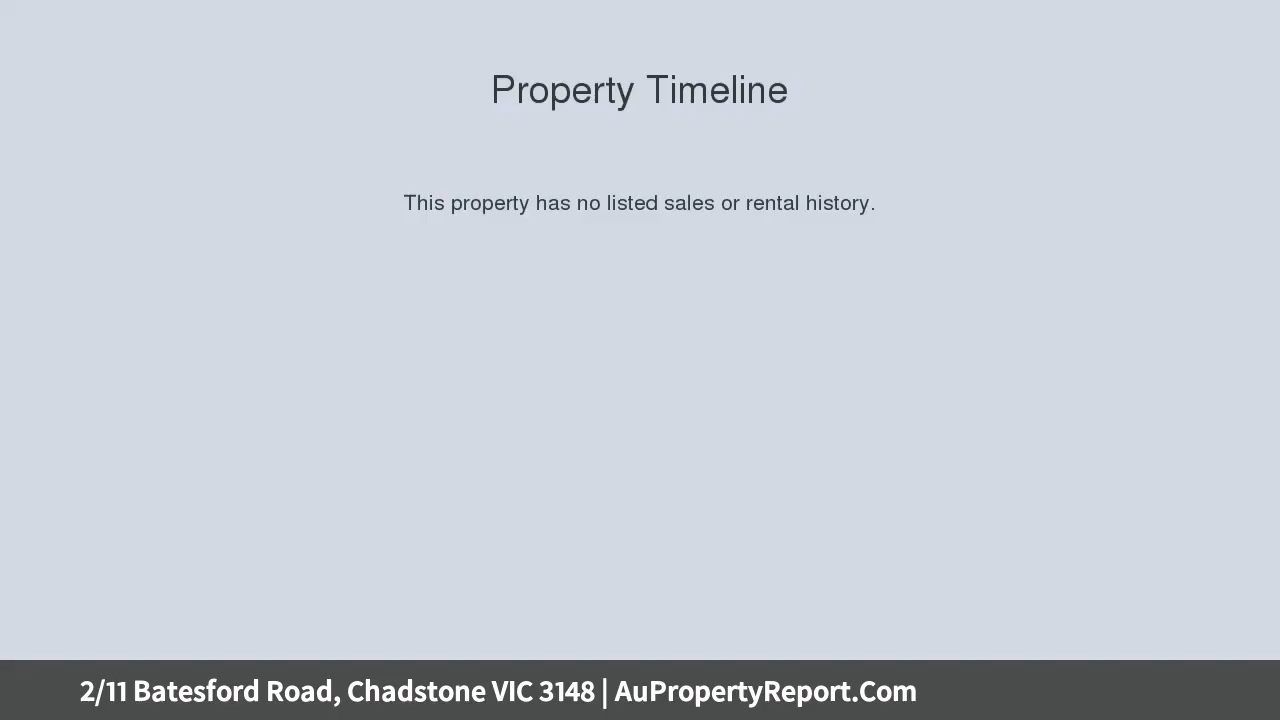 Property Timeline
This property has no listed sales or rental history.
2/11 Batesford Road, Chadstone VIC 3148 | AuPropertyReport.Com